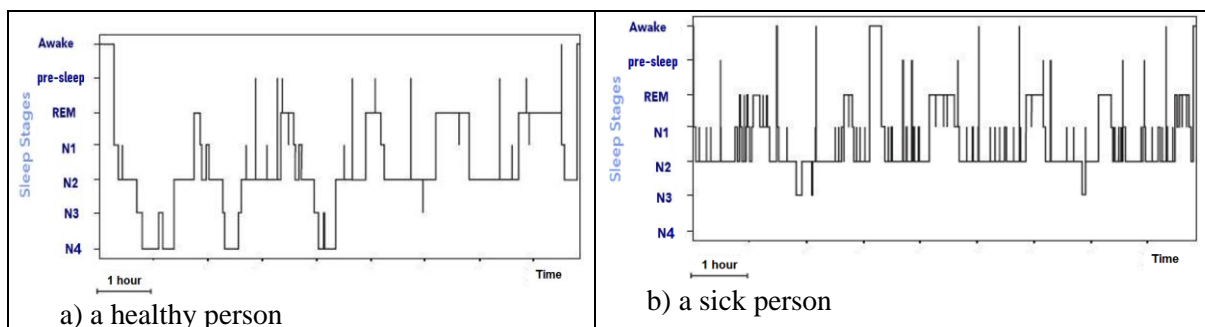 Awake
pre-sleep
REM
N1
N2
N3
N4
Sleep Stages
1 hour
Time
a) a healthy person
Awake
pre-sleep
REM
N1
N2
N3
N4
Sleep Stages
1 hour
Time
b) a sick person